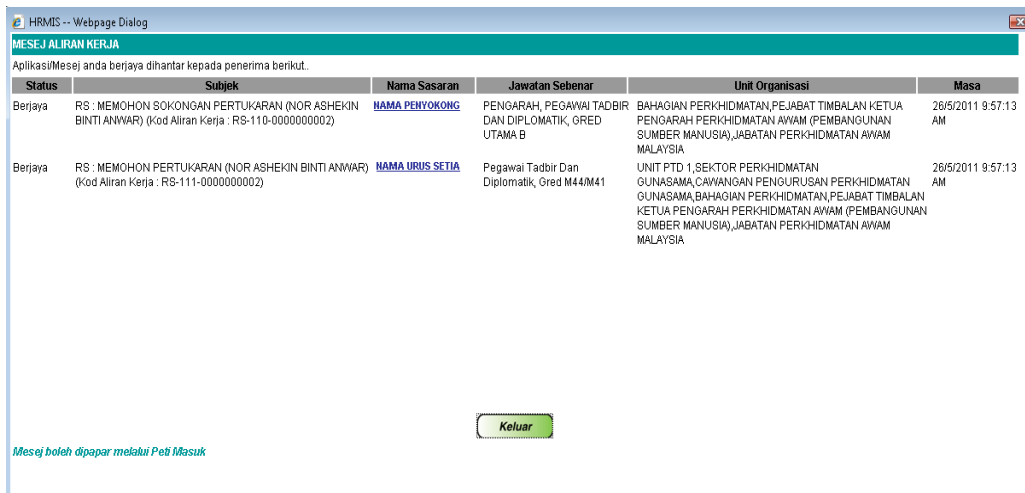 HRMIS -- Webpage Dialog
MESEJ ALIRAN KERJA
Aplikasi/Mesej anda berjaya dihantar kepada penerima berikut..
Status Subjek Nama Sasaran Jawatan Sebenar Unit Organisasi Masa
Berjaya RS : MEMOHON SOKONGAN PERTUKARAN (NOR ASHEKIN NAMA PENYOKONG PENGARAH, PEGAWAI TADBIR BAHAGIAN PERKHIDMATAN,PEJABAT TIMBALAN KETUA 26/5/2011 9:57:13
BINTI ANWAR) (Kod Aliran Kerja : RS-110-0000000002) DAN DIPLOMATIK, GRED PENGARAH PERKHIDMATAN AWAM (PEMBANGUNAN AM
UTAMA B SUMBER MANUSIA),JABATAN PERKHIDMATAN AWAM
MALAYSIA
Berjaya RS : MEMOHON PERTUKARAN (NOR ASHEKIN BINTI ANWAR) NAMA URUS SETIA Pegawai Tadbir Dan UNIT PTD 1,SEKTOR PERKHIDMATAN 26/5/2011 9:57:13
(Kod Aliran Kerja : RS-111-0000000002) Diplomatik, Gred M44/M41 GUNASAMA,CAWANGAN PENGURUSAN PERKHIDMATAN AM
GUNASAMA,BAHAGIAN PERKHIDMATAN,PEJABAT TIMBALAN
KETUA PENGARAH PERKHIDMATAN AWAM (PEMBANGUNAN
SUMBER MANUSIA),JABATAN PERKHIDMATAN AWAM
MALAYSIA
Keluar
Mesej boleh dipapar melalui Peti Masuk